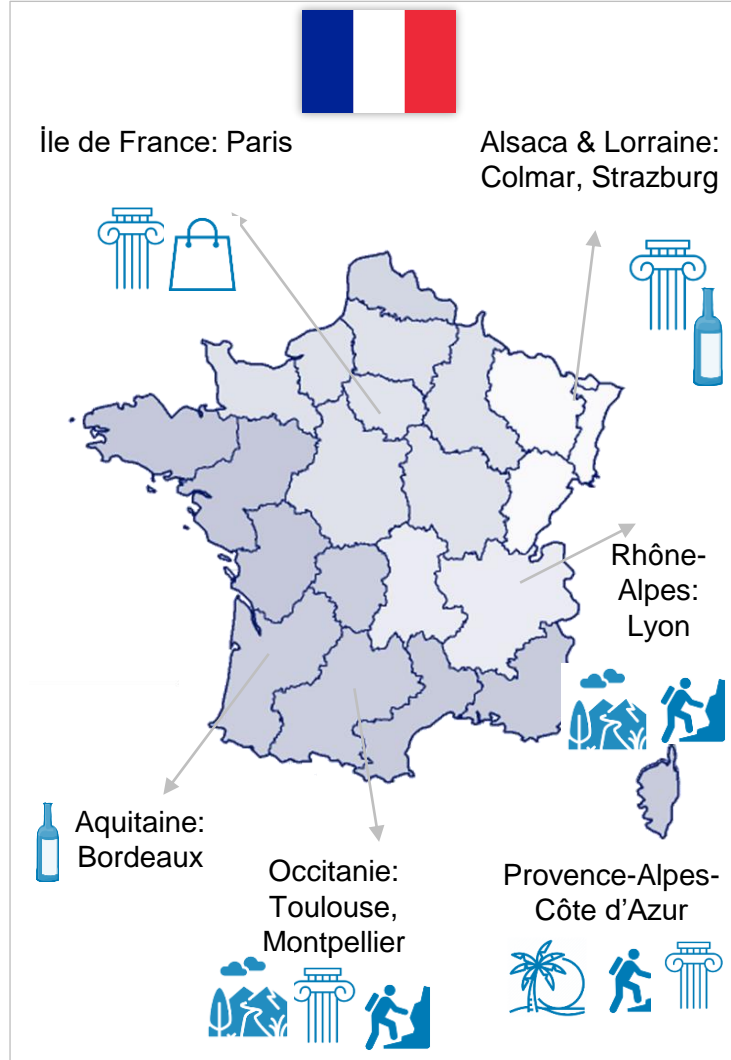 İle de France: Paris
Alsaca & Lorraine:
Colmar, Strazburg
Rhône-
Alpes:
Lyon
Aquitaine:
Bordeaux
Occitanie:
Toulouse,
Montpellier
Provence-Alpes-
Côte d’Azur